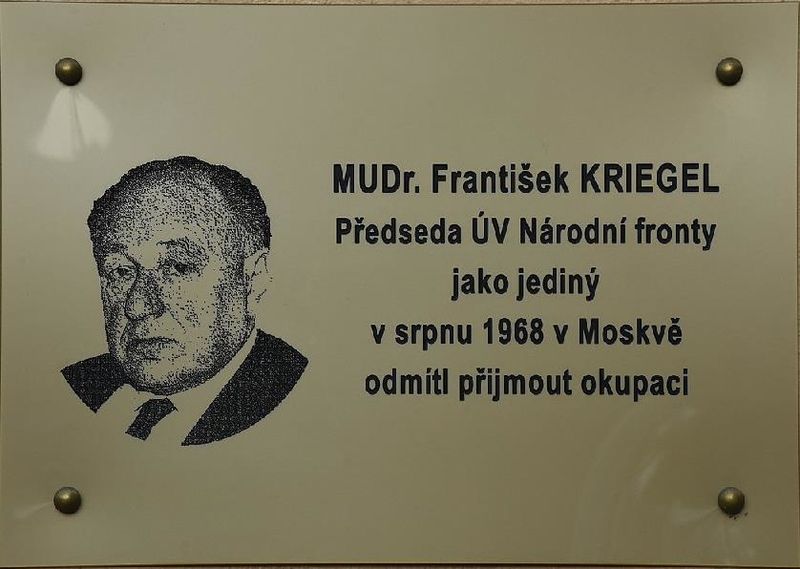 MUDr. František KRIEGEL
Předseda ÚV Národní fronty
jako jediný
v srpnu 1968 v Moskvě
odmítl přijmout okupaci